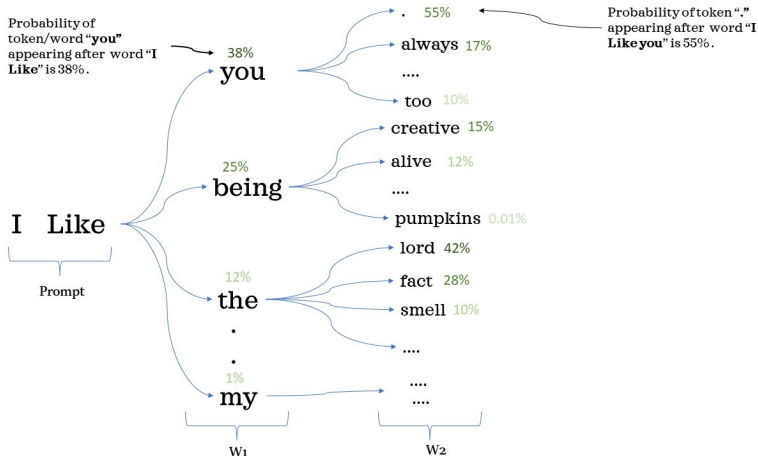 Probability of
token/word “you”
appearing after word “I
Like” is 38%.
38%
you
. 55%
always 17%
....
too 10%
Probability of token “.”
appearing after word “I
Like you” is 55%.
25%
being
creative 15%
alive 12%
....
pumpkins 0.01%
I Like
Prompt
12%
the
.
.
lord 42%
fact 28%
smell 10%
....
1%
my
....
....
W1
W2